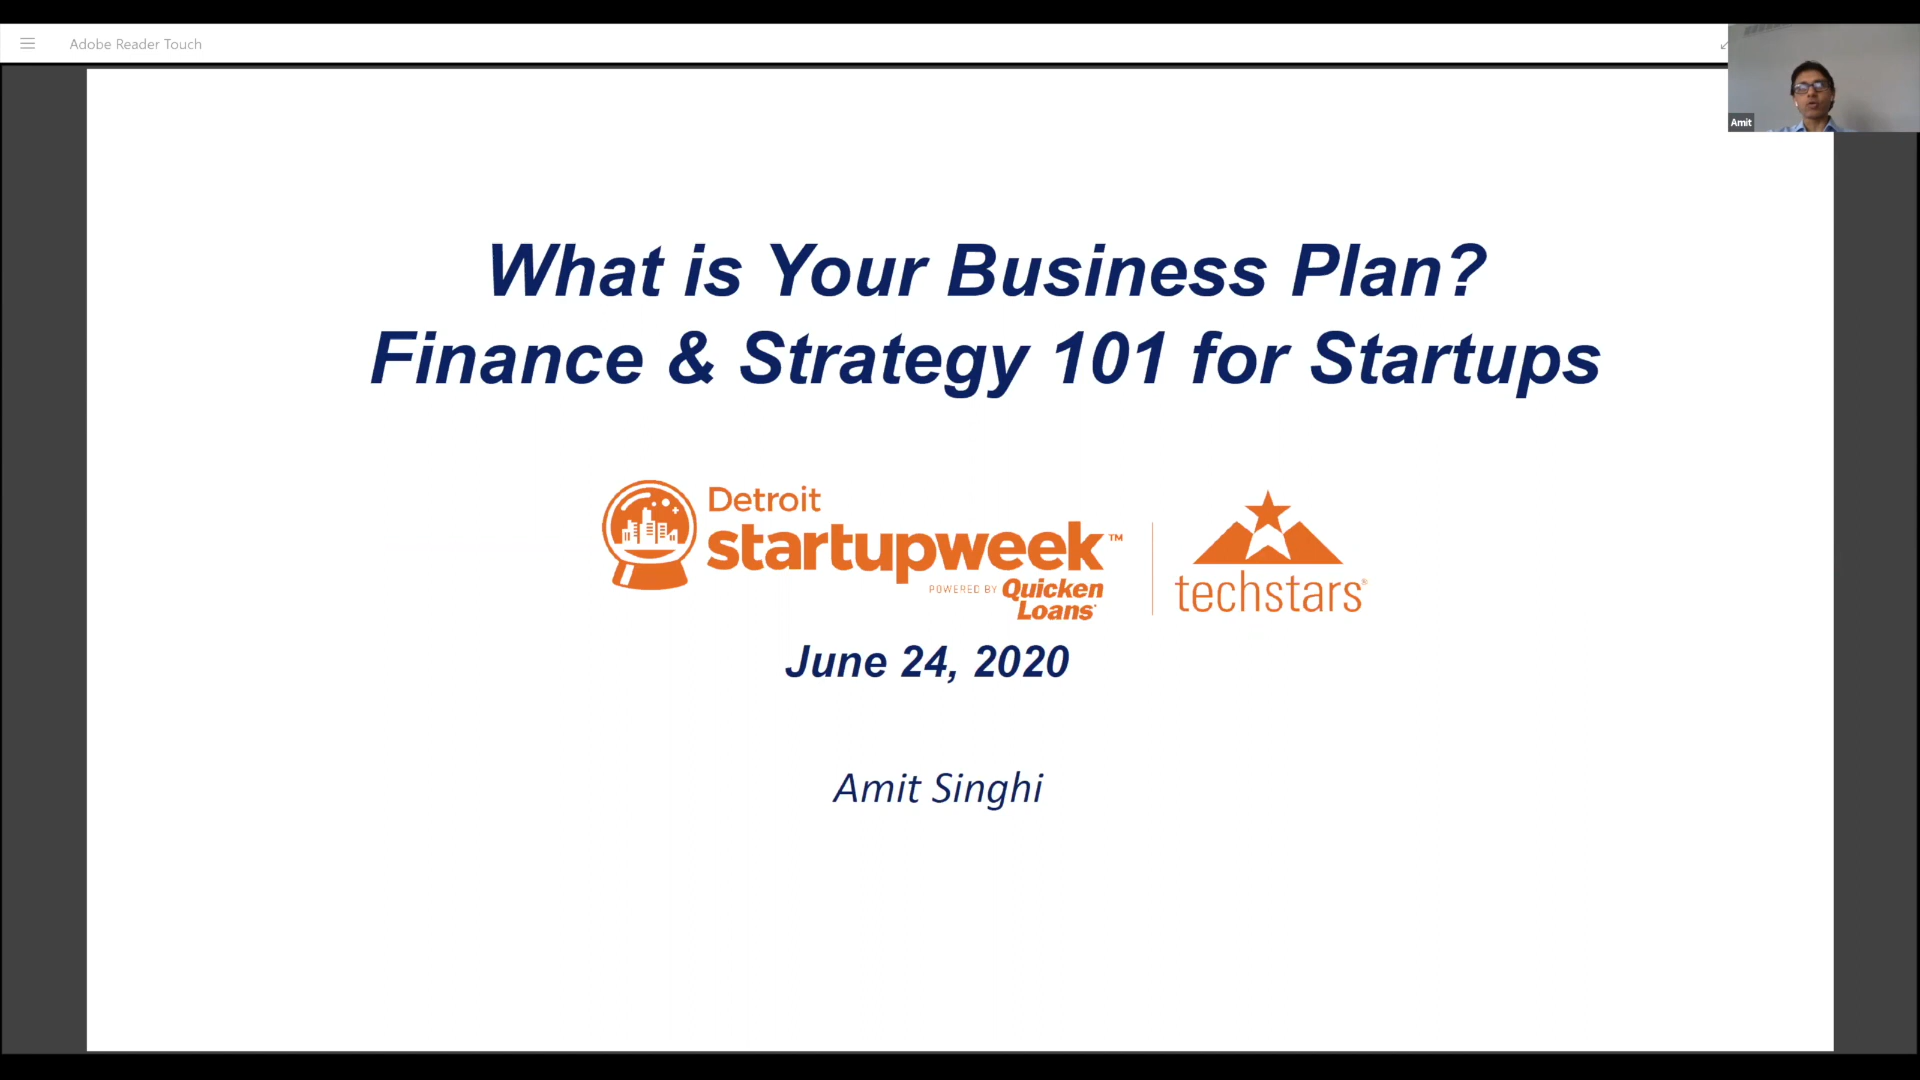 Adobe Reader Touch
Amit
What is Your Business Plan?
Finance & Strategy 101 for Startups
Detroit
startupweek™
POWERED BY Quicken
Loans
techstars®
June 24, 2020
Amit Singhi